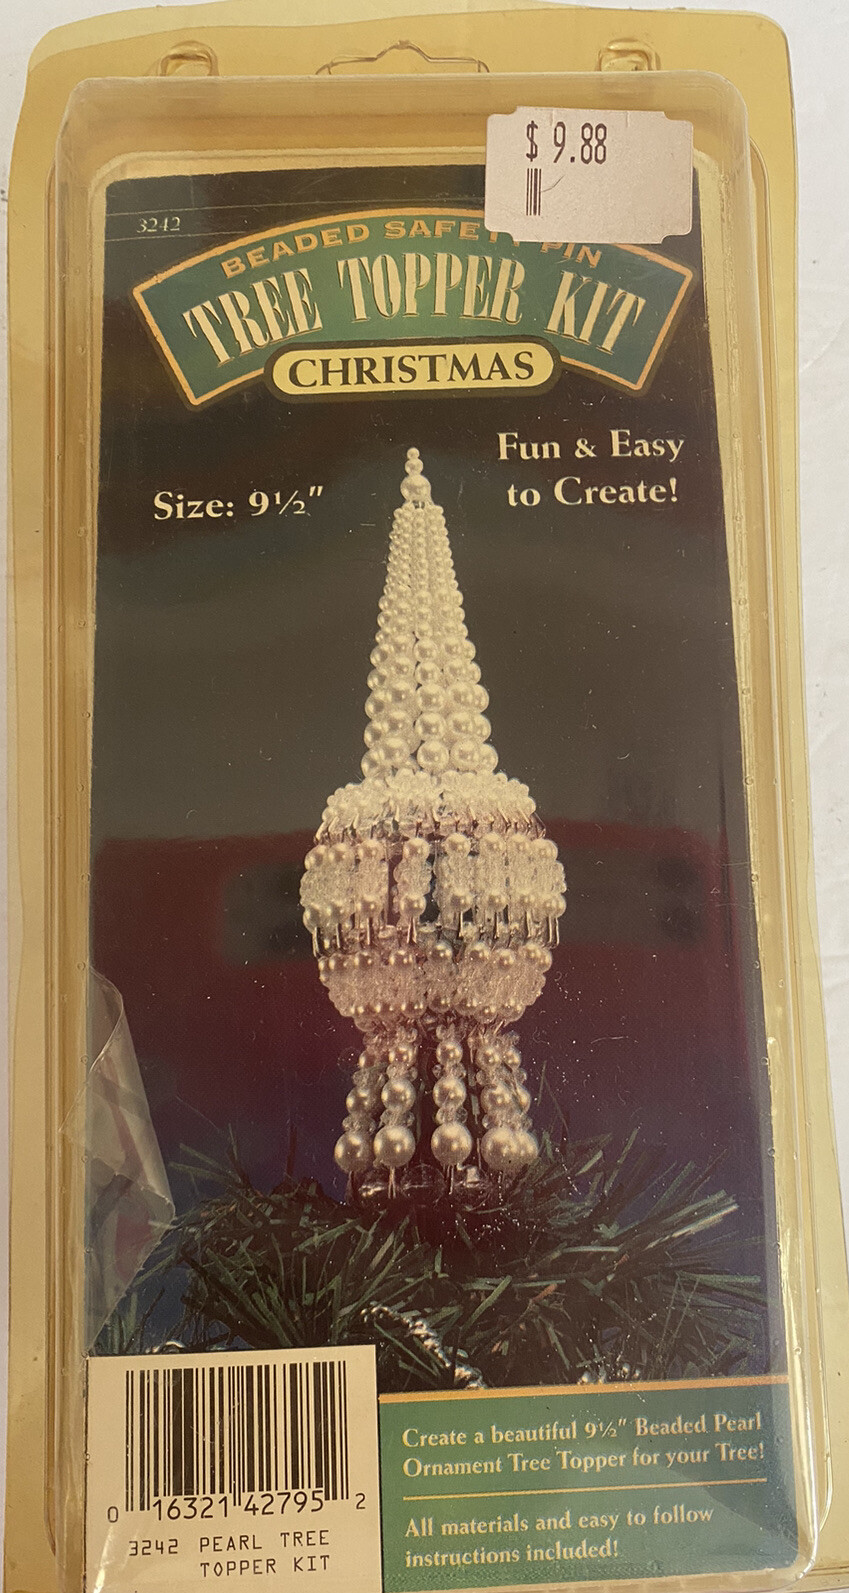 $9.88
3242
BEADED SAFETY PIN
TREE TOPPER KIT
CHRISTMAS
Fun & Easy
to Create!
Size: 9½"
Create a beautiful 9½" Beaded Pearl
Ornament Tree Topper for your Tree!
All materials and easy to follow
instructions included!
0 16321 42795 2
3242 PEARL TREE
TOPPER KIT